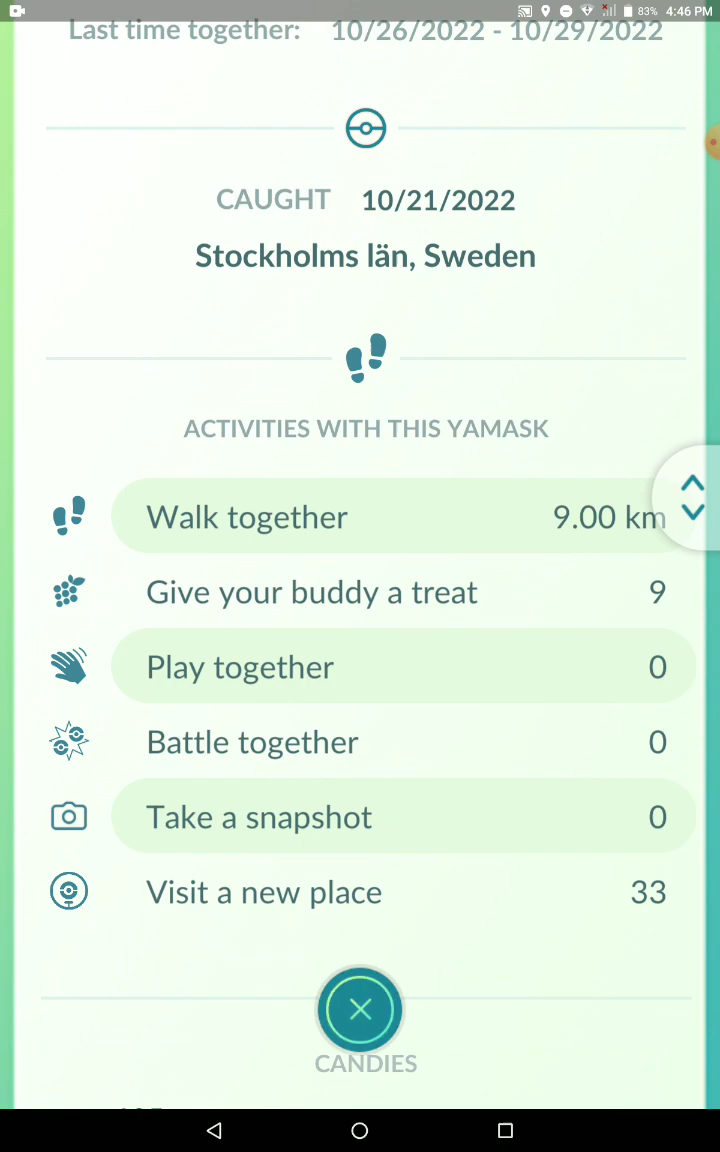 83% 4:46 PM
Last time together: 10/26/2022 - 10/29/2022
CAUGHT 10/21/2022
Stockholms län, Sweden
ACTIVITIES WITH THIS YAMASK
Walk together 9.00 km
Give your buddy a treat 9
Play together 0
Battle together 0
Take a snapshot 0
Visit a new place 33
CANDIES